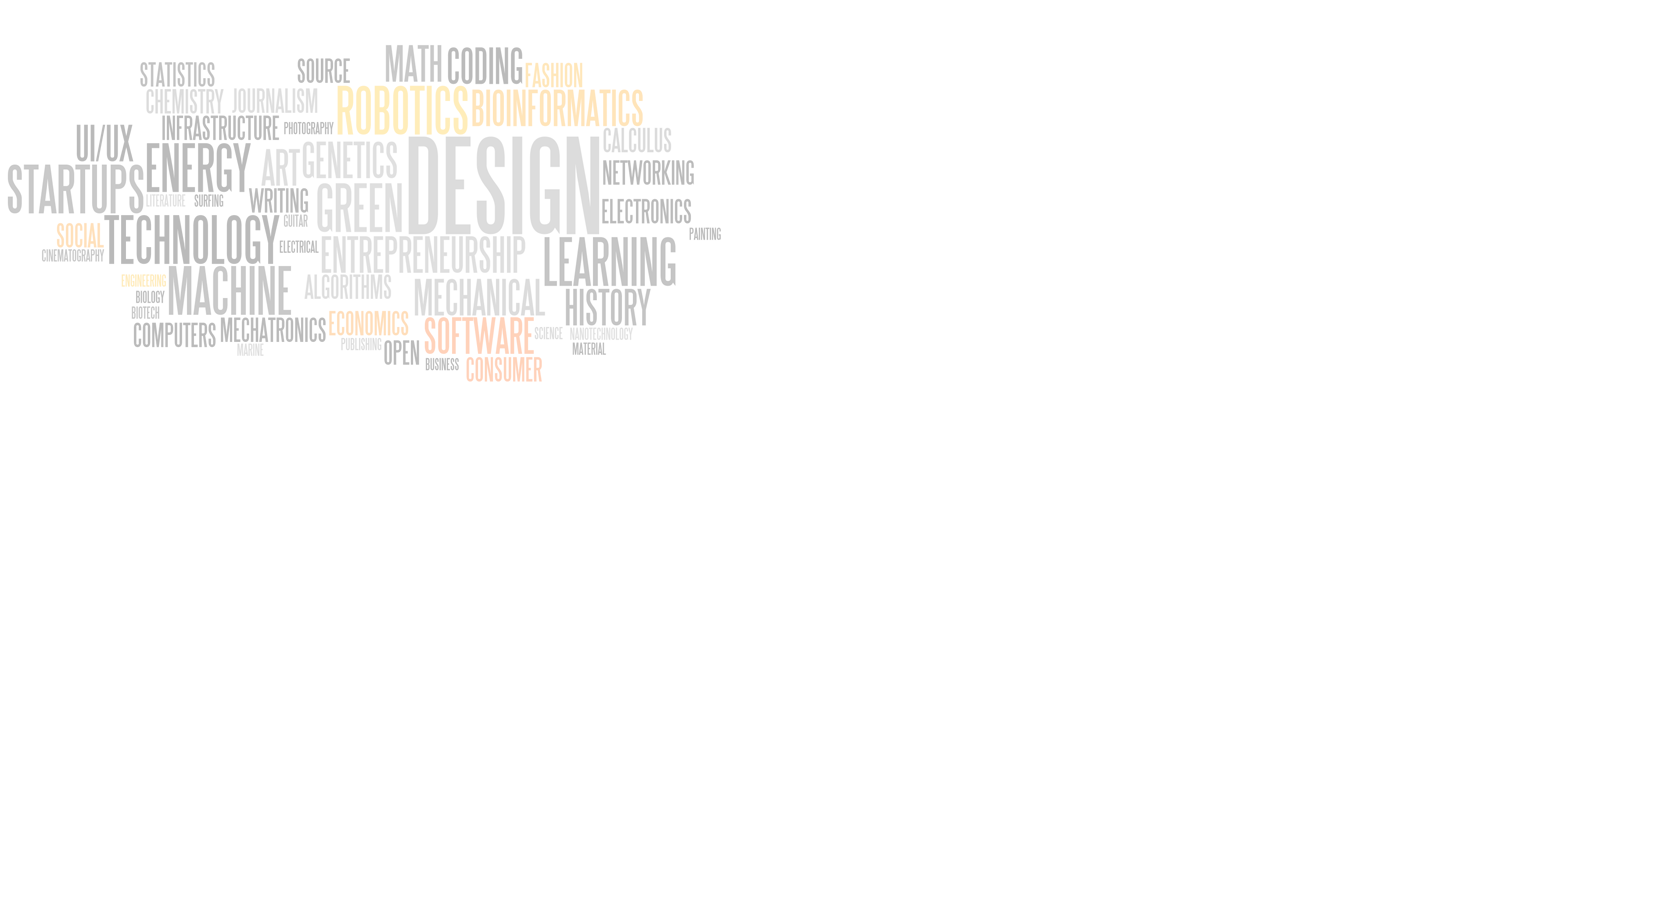 MATH CODING
STATISTICS SOURCE FASHION
CHEMISTRY JOURNALISM ROBOTICS BIOINFORMATICS
INFRASTRUCTURE PHOTOGRAPHY
UI/UX CALCULUS
ENERGY ART GENETICS DESIGN NETWORKING
STARTUPS
LITERATURE SURFING WRITING GREEN ELECTRONICS
GUITAR
SOCIAL TECHNOLOGY PAINTING
CINEMATOGRAPHY ELECTRICAL ENTREPRENEURSHIP LEARNING
ENGINEERING MACHINE ALGORITHMS
BIOLOGY MECHANICAL HISTORY
BIOTECH
COMPUTERS MECHATRONICS ECONOMICS SOFTWARE SCIENCE NANOTECHNOLOGY
MARINE PUBLISHING OPEN MATERIAL
BUSINESS CONSUMER